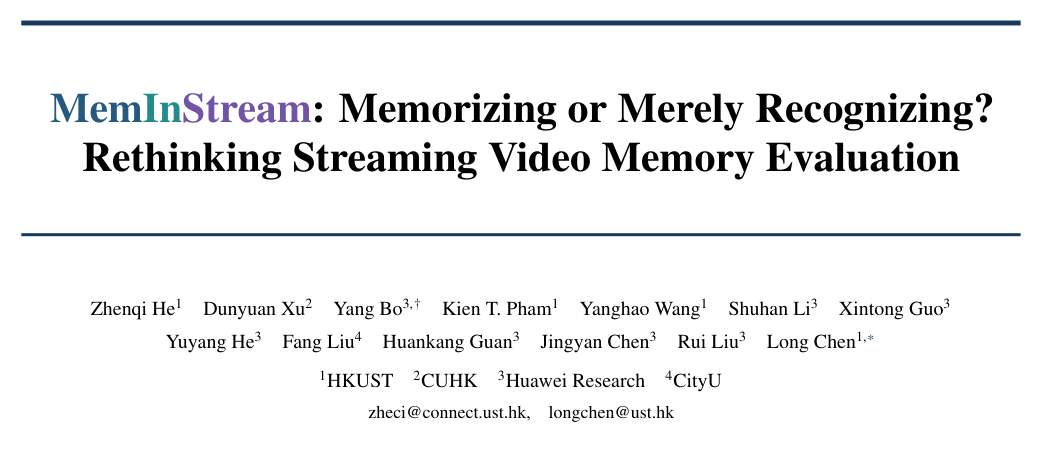 MemInStream: Memorizing or Merely Recognizing?
Rethinking Streaming Video Memory Evaluation
Zhenqi He¹ Dunyuan Xu² Yang Bo³,† Kien T. Pham¹ Yanghao Wang¹ Shuhan Li³ Xintong Guo³
Yuyang He³ Fang Liu⁴ Huankang Guan³ Jingyan Chen³ Rui Liu³ Long Chen¹,*
¹HKUST ²CUHK ³Huawei Research ⁴CityU
zheci@connect.ust.hk, longchen@ust.hk